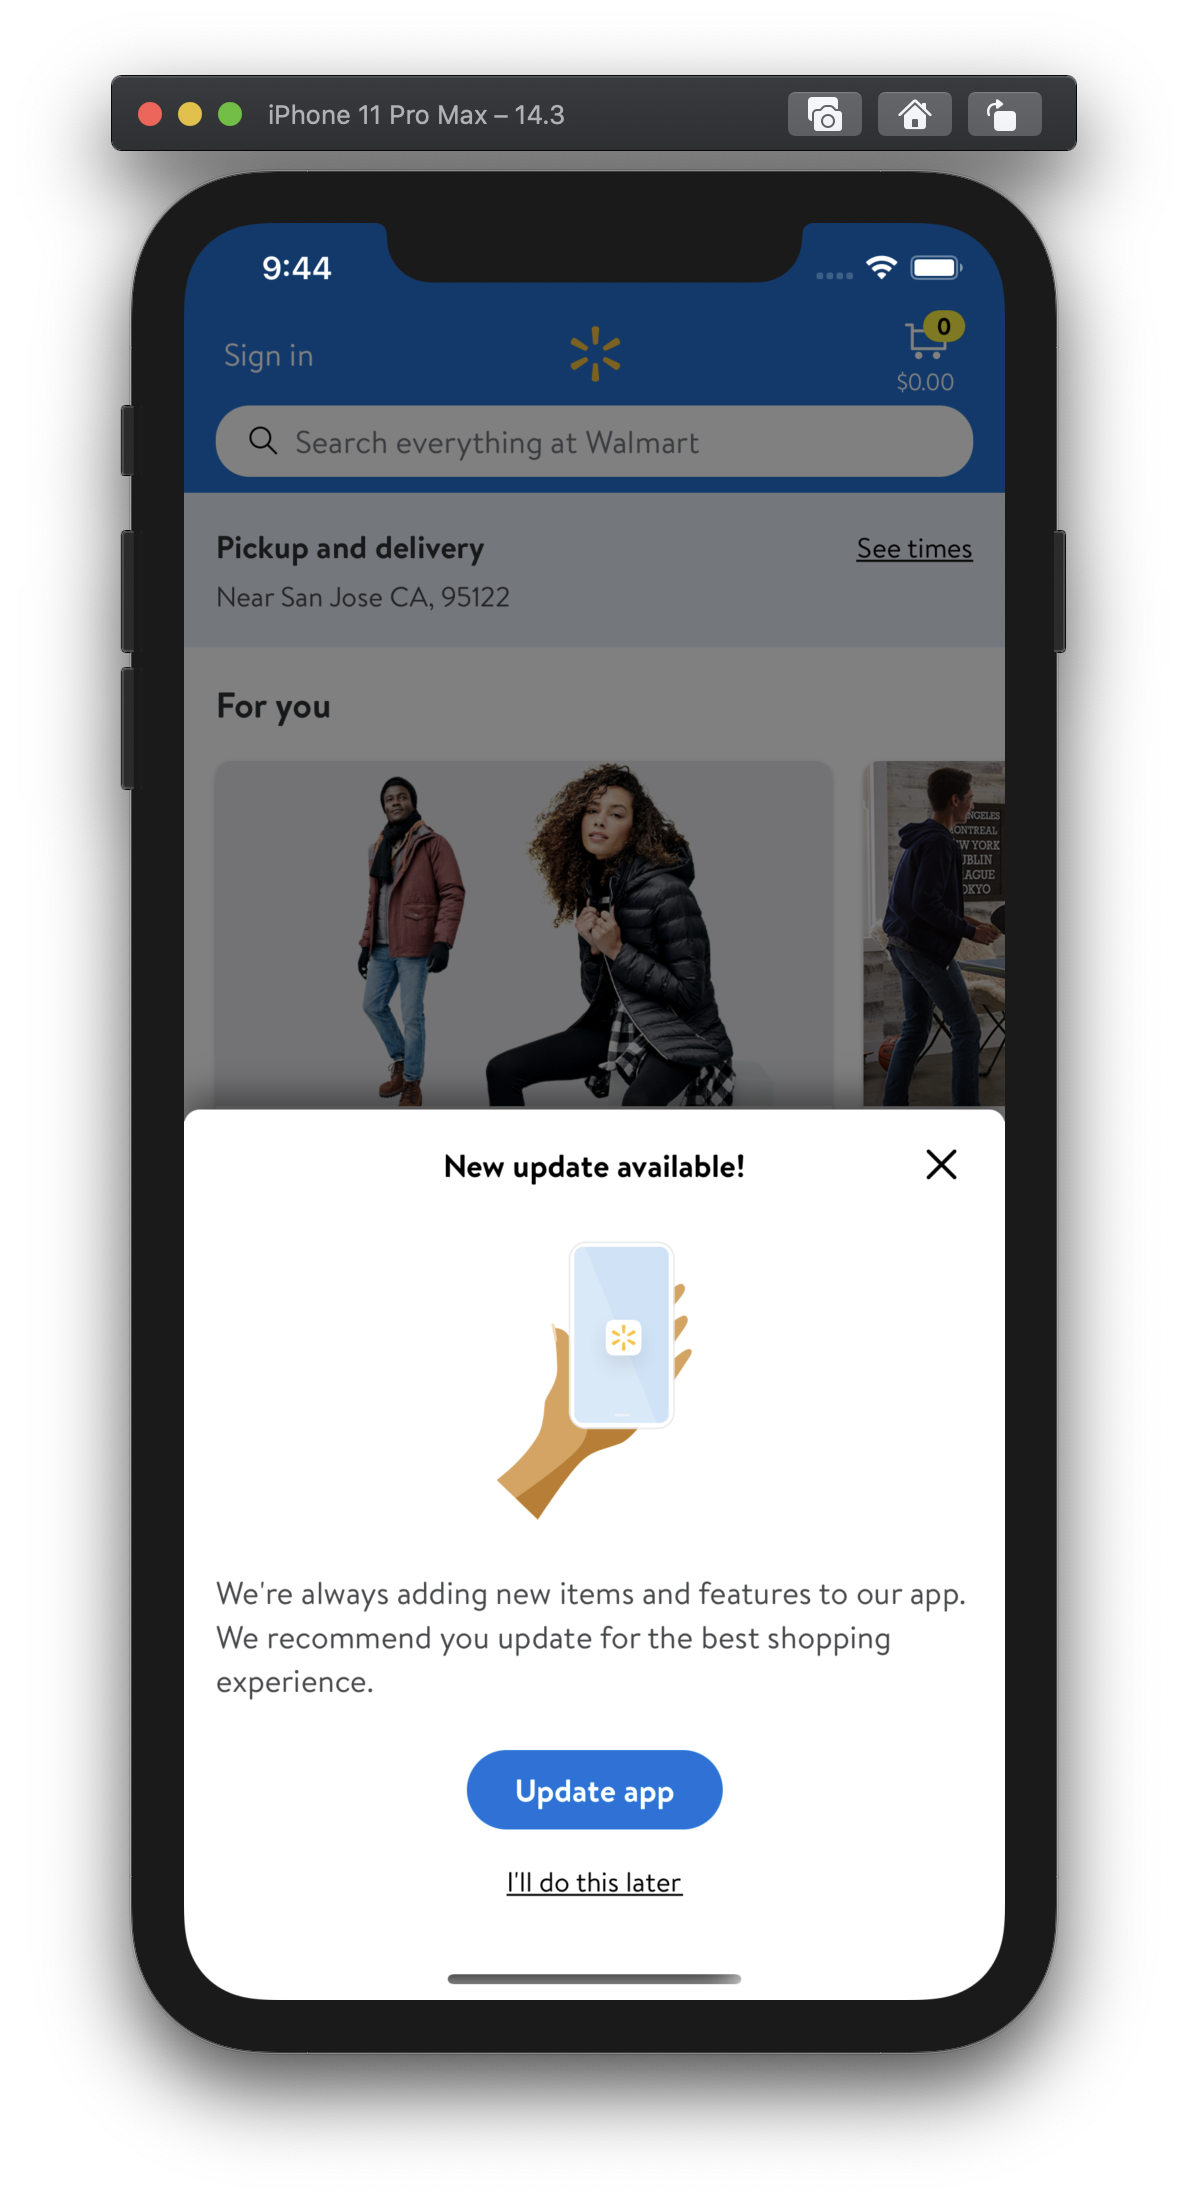 iPhone 11 Pro Max – 14.3
9:44
Sign in
0
$0.00
Search everything at Walmart
Pickup and delivery
See times
Near San Jose CA, 95122
For you
NGELES
ONTREAL
W YORK
UBLIN
AGUE
OKYO
New update available!
We're always adding new items and features to our app.
We recommend you update for the best shopping
experience.
Update app
I'll do this later